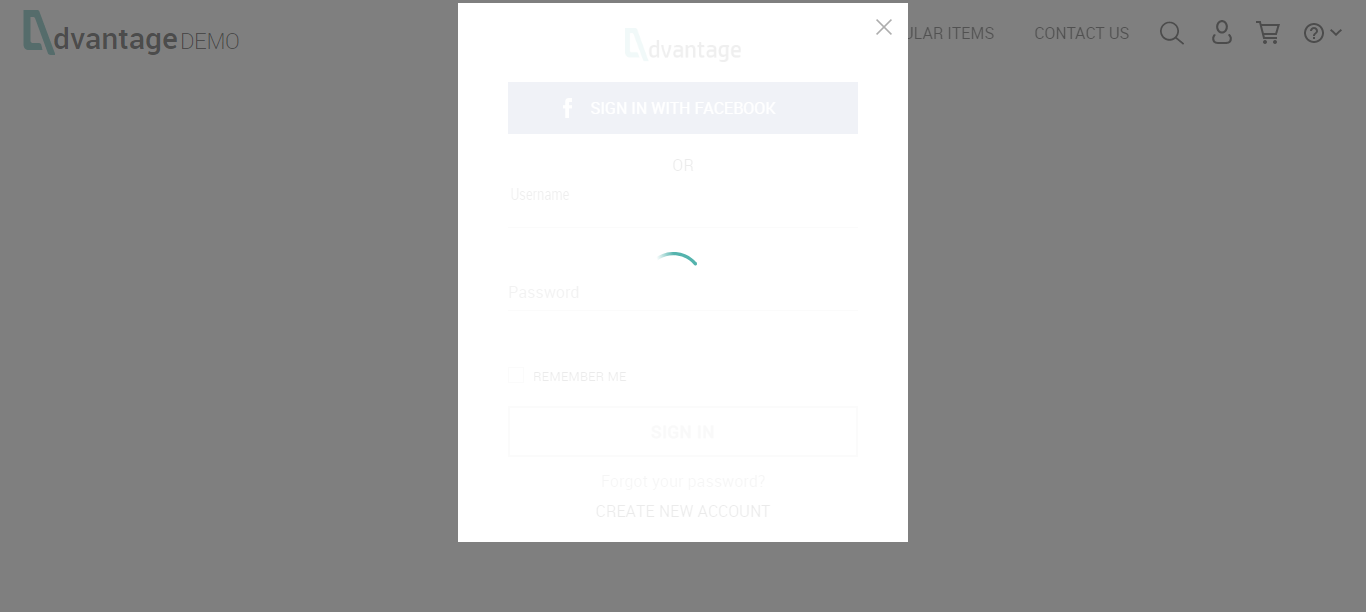 dvantage DEMO
ULAR ITEMS
CONTACT US
dvantage
SIGN IN WITH FACEBOOK
OR
Username
Password
REMEMBER ME
SIGN IN
Forgot your password?
CREATE NEW ACCOUNT